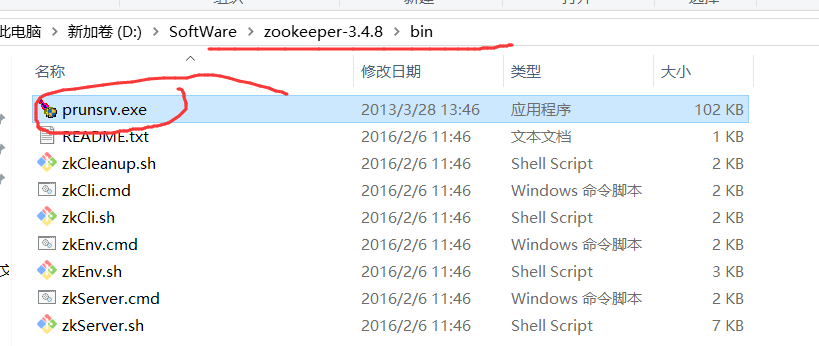 此电脑 > 新加卷 (D:) > SoftWare > zookeeper-3.4.8 > bin
名称 修改日期 类型 大小
prunsrv.exe 2013/3/28 13:46 应用程序 102 KB
README.txt 2016/2/6 11:46 文本文档 1 KB
zkCleanup.sh 2016/2/6 11:46 Shell Script 2 KB
zkCli.cmd 2016/2/6 11:46 Windows 命令脚本 2 KB
zkCli.sh 2016/2/6 11:46 Shell Script 2 KB
zkEnv.cmd 2016/2/6 11:46 Windows 命令脚本 2 KB
zkEnv.sh 2016/2/6 11:46 Shell Script 3 KB
文
zkServer.cmd 2016/2/6 11:46 Windows 命令脚本 2 KB
zkServer.sh 2016/2/6 11:46 Shell Script 7 KB